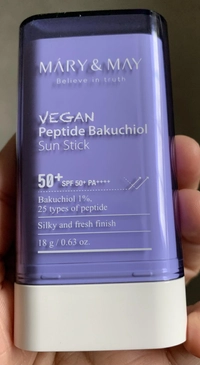 MARY & MAY
Believe in truth
VEGAN
Peptide Bakuchiol
Sun Stick
50+ SPF 50+ PA++++
Bakuchiol 1%,
25 types of peptide
Silky and fresh finish
18 g / 0.63 oz.